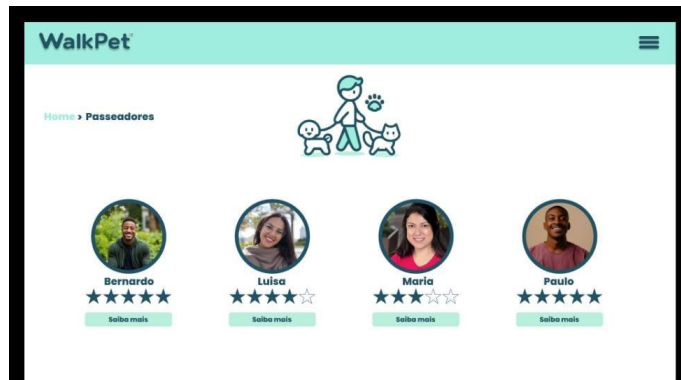 WalkPet
Home › Passeadores
Bernardo
Luisa
Maria
Paulo
★★★★★
★★★★☆
★★★☆☆
★★★★★
Saiba mais
Saiba mais
Saiba mais
Saiba mais